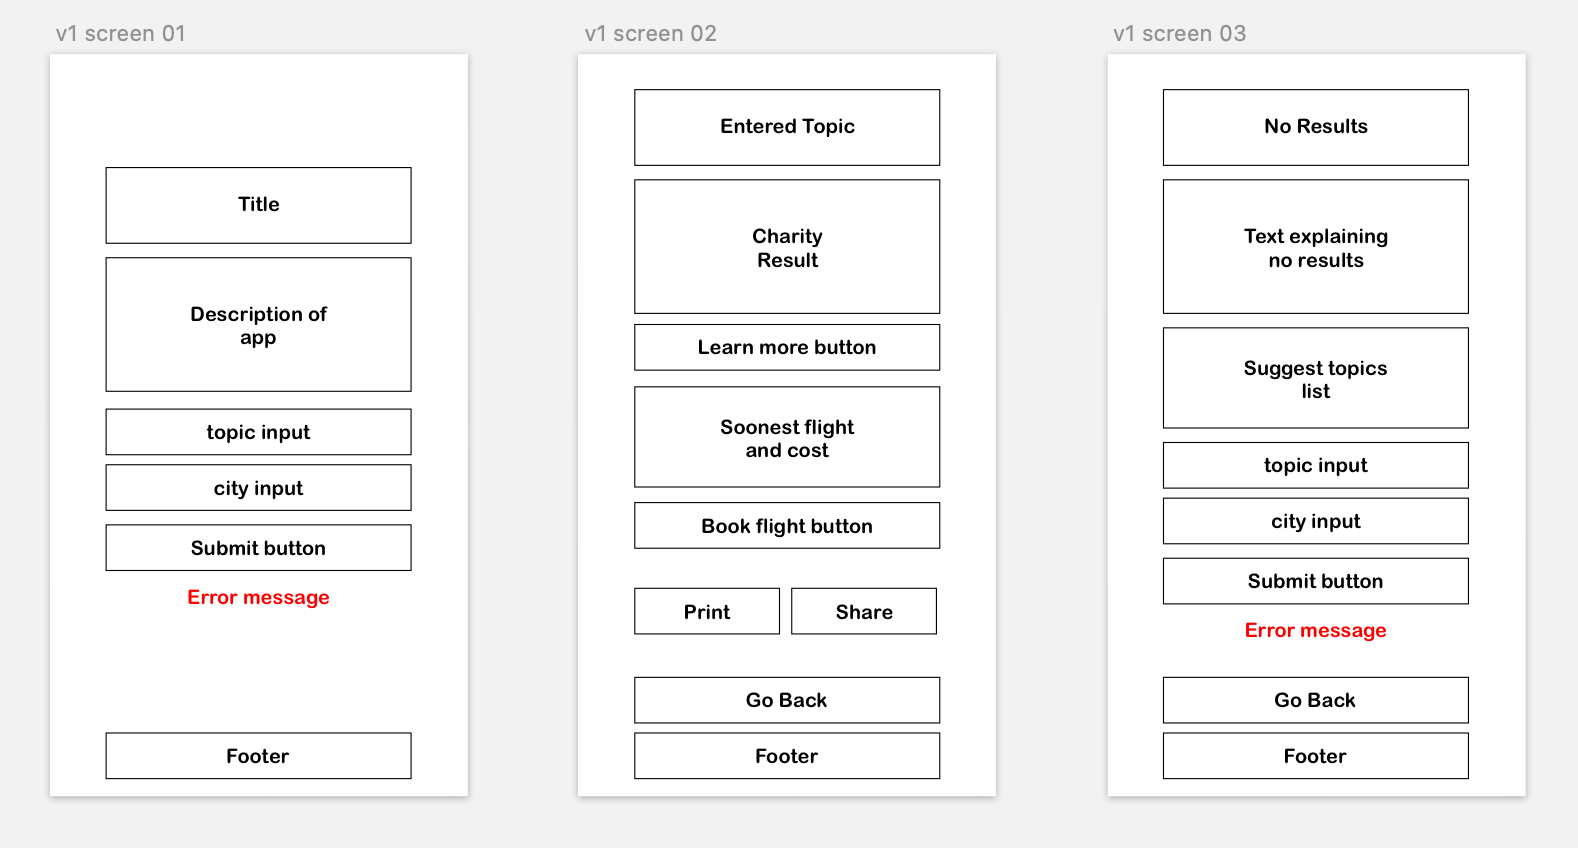 v1 screen 01
Title
Description of
app
topic input
city input
Submit button
Error message
Footer
v1 screen 02
Entered Topic
Charity
Result
Learn more button
Soonest flight
and cost
Book flight button
Print
Share
Go Back
Footer
v1 screen 03
No Results
Text explaining
no results
Suggest topics
list
topic input
city input
Submit button
Error message
Go Back
Footer